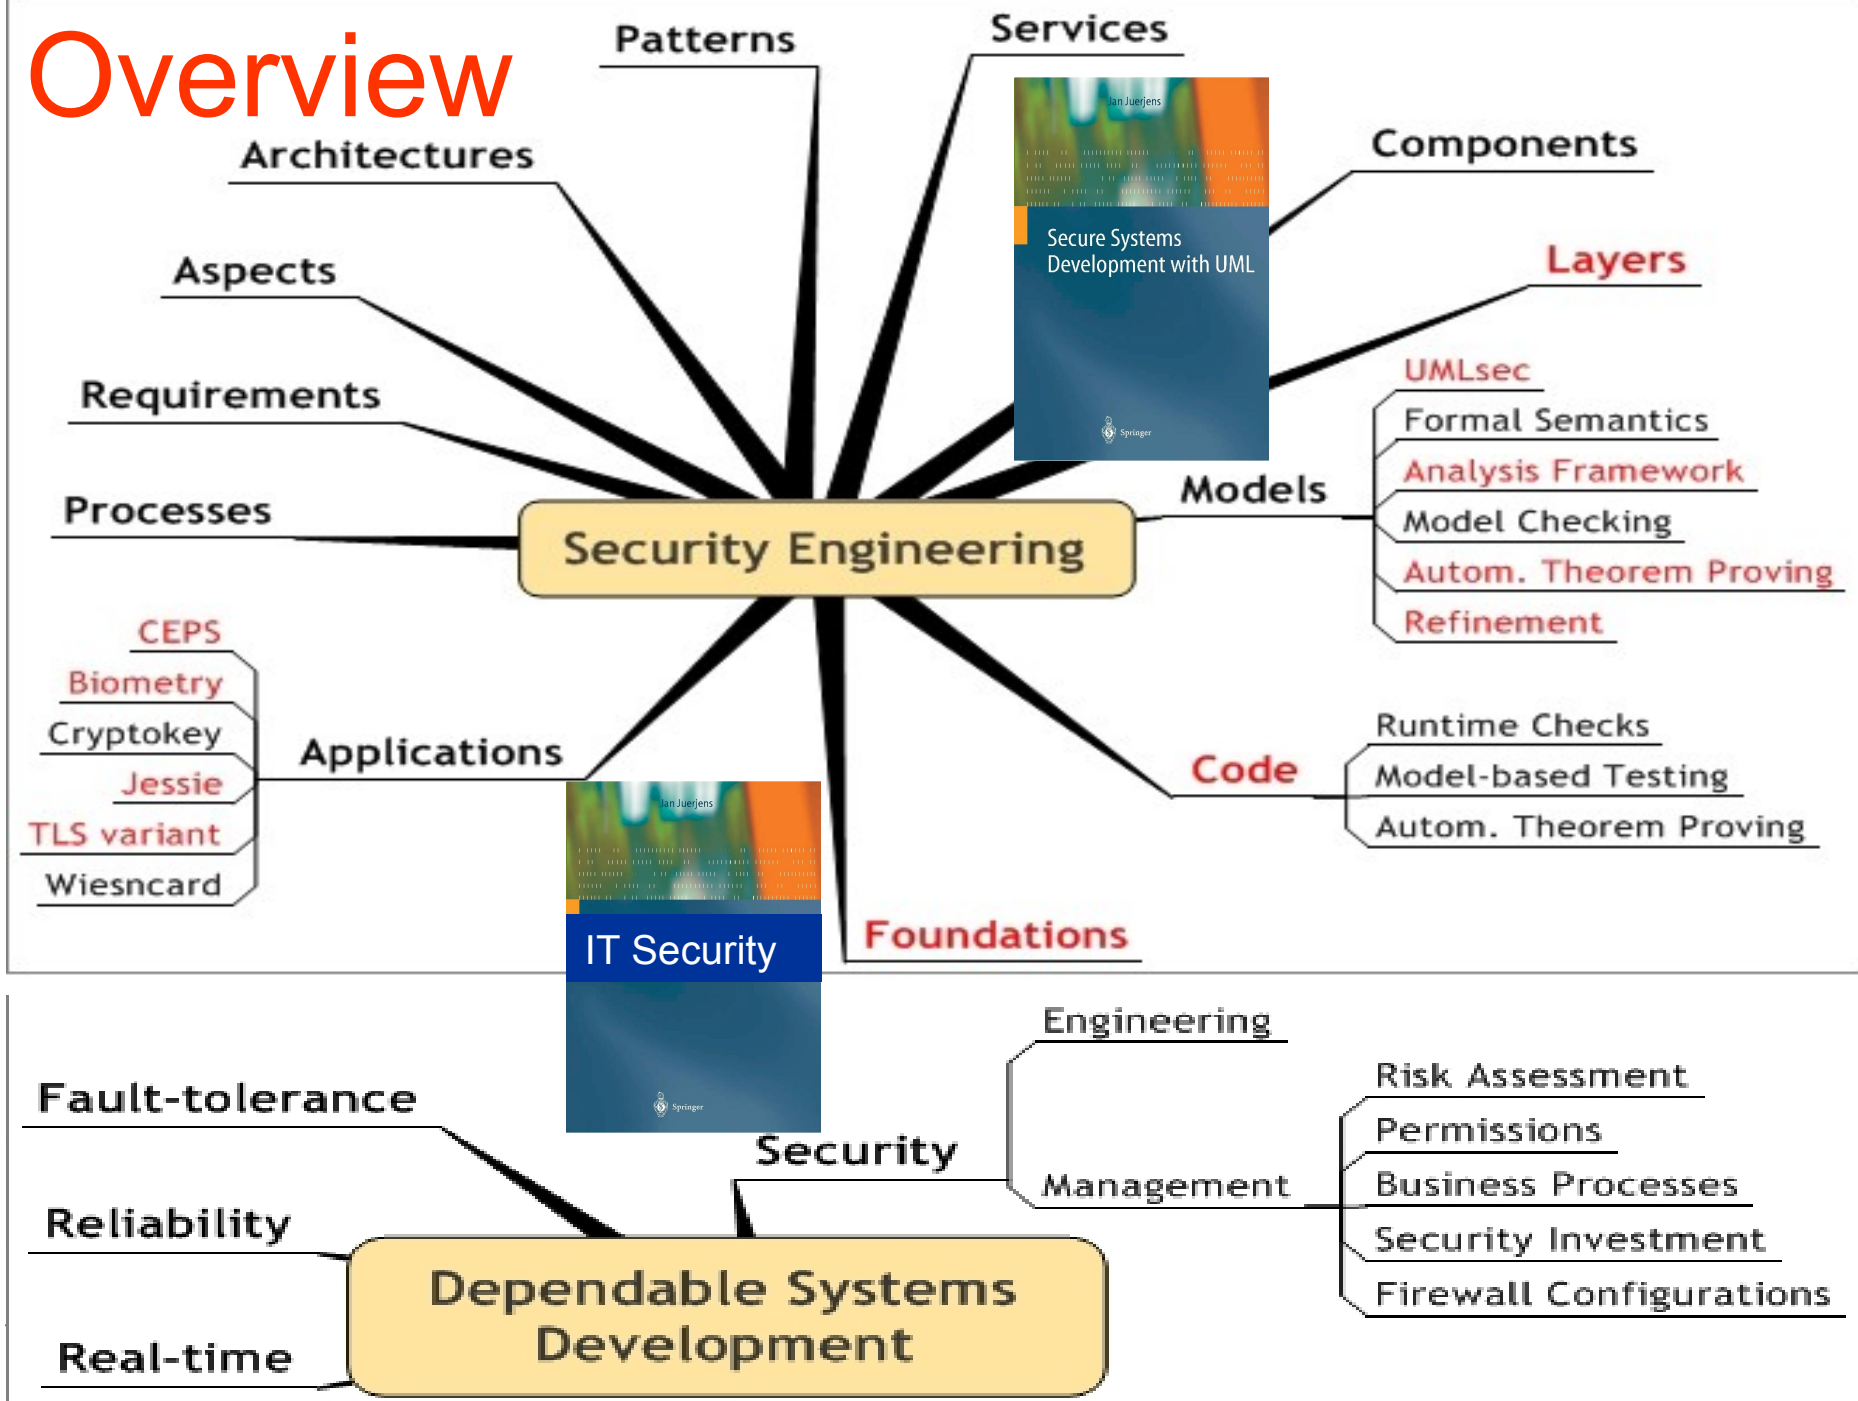 Overview
Patterns
Services
Architectures
Components
Aspects
Layers
Requirements
Processes
Jan Juerjens
Secure Systems
Development with UML
Springer
Security Engineering
Models
UMLsec
Formal Semantics
Analysis Framework
Model Checking
Autom. Theorem Proving
Refinement
CEPS
Biometry
Cryptokey
Jessie
TLS variant
Wiesncard
Applications
Code
Runtime Checks
Model-based Testing
Autom. Theorem Proving
Jan Juerjens
IT Security
Springer
Foundations
Fault-tolerance
Reliability
Real-time
Security
Engineering
Management
Risk Assessment
Permissions
Business Processes
Security Investment
Firewall Configurations
Dependable Systems
Development